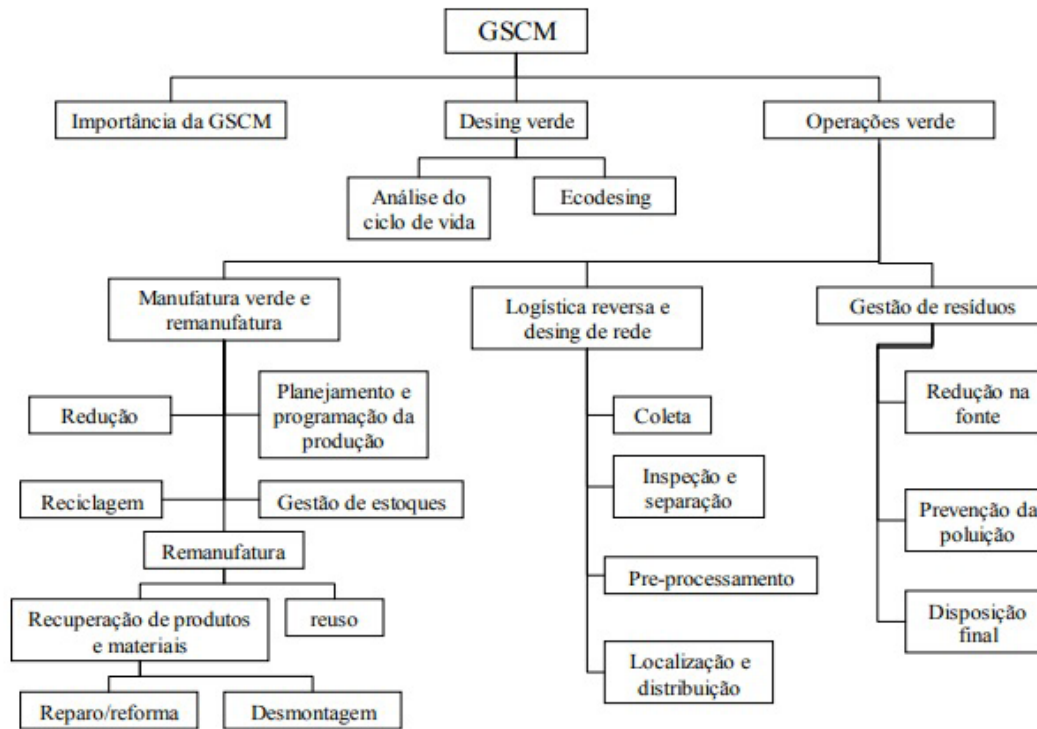 GSCM
Importância da GSCM
Desing verde
Operações verde
Análise do
ciclo de vida
Ecodesing
Manufatura verde e
remanufatura
Logística reversa e
desing de rede
Gestão de resíduos
Redução
Planejamento e
programação da
produção
Coleta
Redução na
fonte
Reciclagem
Gestão de estoques
Inspeção e
separação
Prevenção da
poluição
Remanufatura
Pre-processamento
Recuperação de produtos
e materiais
reuso
Disposição
final
Localização e
distribuição
Reparo/reforma
Desmontagem